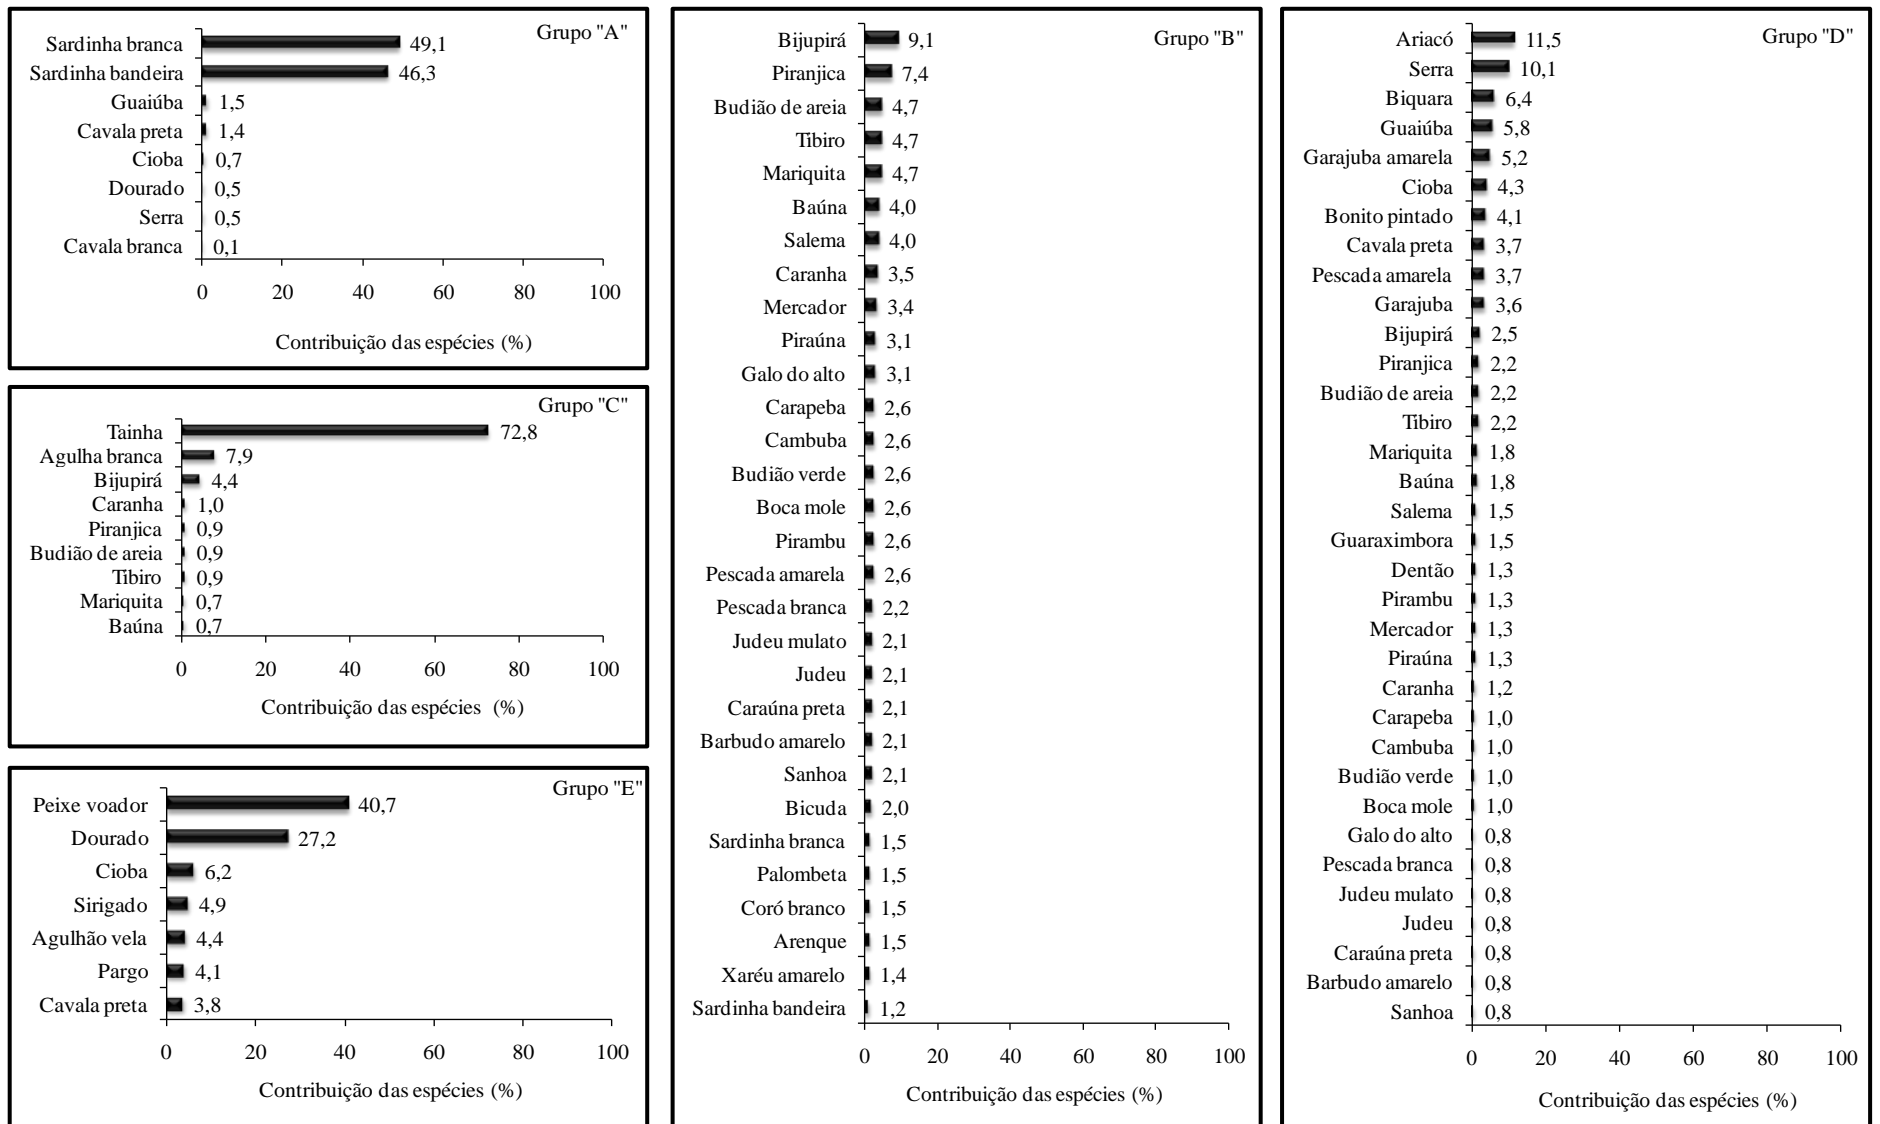 Grupo "A"
Sardinha branca 49,1
Sardinha bandeira 46,3
Guaiúba 1,5
Cavala preta 1,4
Cioba 0,7
Dourado 0,5
Serra 0,5
Cavala branca 0,1
0 20 40 60 80 100
Contribuição das espécies (%)
Grupo "C"
Tainha 72,8
Agulha branca 7,9
Bijupirá 4,4
Caranha 1,0
Piranjica 0,9
Budião de areia 0,9
Tibiro 0,9
Mariquita 0,7
Baúna 0,7
0 20 40 60 80 100
Contribuição das espécies (%)
Grupo "E"
Peixe voador 40,7
Dourado 27,2
Cioba 6,2
Sirigado 4,9
Agulhão vela 4,4
Pargo 4,1
Cavala preta 3,8
0 20 40 60 80 100
Contribuição das espécies (%)
Grupo "B"
Bijupirá 9,1
Piranjica 7,4
Budião de areia 4,7
Tibiro 4,7
Mariquita 4,7
Baúna 4,0
Salema 4,0
Caranha 3,5
Mercador 3,4
Piraúna 3,1
Galo do alto 3,1
Carapeba 2,6
Cambuba 2,6
Budião verde 2,6
Boca mole 2,6
Pirambu 2,6
Pescada amarela 2,6
Pescada branca 2,2
Judeu mulato 2,1
Judeu 2,1
Caraúna preta 2,1
Barbudo amarelo 2,1
Sanhoa 2,1
Bicuda 2,0
Sardinha branca 1,5
Palombeta 1,5
Coró branco 1,5
Arenque 1,5
Xaréu amarelo 1,4
Sardinha bandeira 1,2
0 20 40 60 80 100
Contribuição das espécies (%)
Grupo "D"
Ariacó 11,5
Serra 10,1
Biquara 6,4
Guaiúba 5,8
Garajuba amarela 5,2
Cioba 4,3
Bonito pintado 4,1
Cavala preta 3,7
Pescada amarela 3,7
Garajuba 3,6
Bijupirá 2,5
Piranjica 2,2
Budião de areia 2,2
Tibiro 2,2
Mariquita 1,8
Baúna 1,8
Salema 1,5
Guaraximbora 1,5
Dentão 1,3
Pirambu 1,3
Mercador 1,3
Piraúna 1,3
Caranha 1,2
Carapeba 1,0
Cambuba 1,0
Budião verde 1,0
Boca mole 1,0
Galo do alto 0,8
Pescada branca 0,8
Judeu mulato 0,8
Judeu 0,8
Caraúna preta 0,8
Barbudo amarelo 0,8
Sanhoa 0,8
0 20 40 60 80 100
Contribuição das espécies (%)